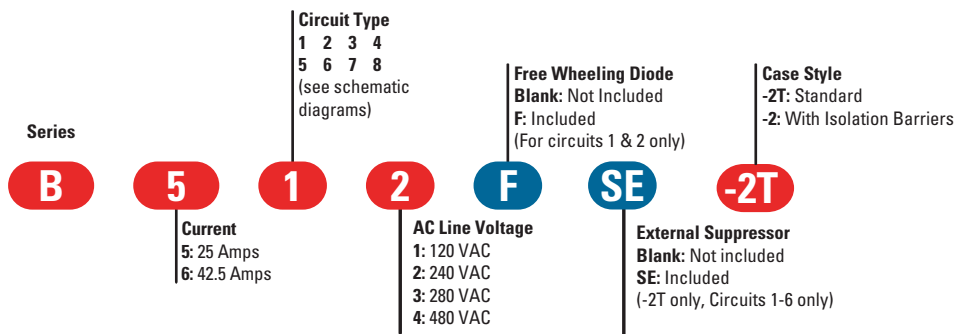 Circuit Type
1 2 3 4
5 6 7 8
(see schematic
diagrams)
Free Wheeling Diode
Blank: Not Included
F: Included
(For circuits 1 & 2 only)
Case Style
-2T: Standard
-2: With Isolation Barriers
Series
B 5 1 2 F SE -2T
Current
5: 25 Amps
6: 42.5 Amps
AC Line Voltage
1: 120 VAC
2: 240 VAC
3: 280 VAC
4: 480 VAC
External Suppressor
Blank: Not included
SE: Included
(-2T only, Circuits 1-6 only)